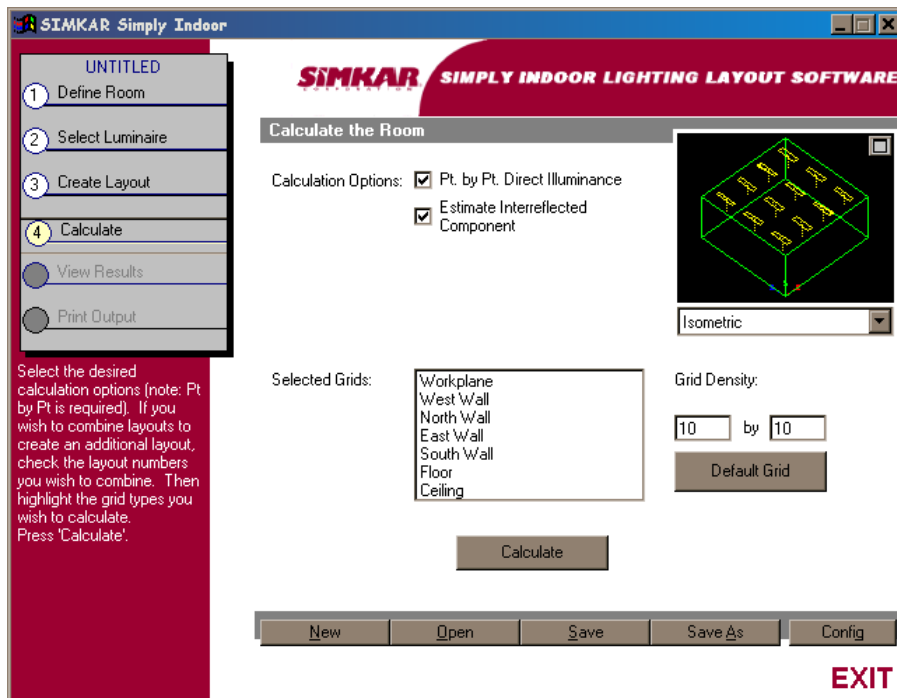 SIMKAR Simply Indoor
UNTITLED
1 Define Room
2 Select Luminaire
3 Create Layout
4 Calculate
View Results
Print Output
Select the desired
calculation options (note: Pt
by Pt is required). If you
wish to combine layouts to
create an additional layout,
check the layout numbers
you wish to combine. Then
highlight the grid types you
wish to calculate.
Press 'Calculate'.
SIMKAR
CORPORATION
SIMPLY INDOOR LIGHTING LAYOUT SOFTWARE
Calculate the Room
Calculation Options:
Pt. by Pt. Direct Illuminance
Estimate Interreflected
Component
Isometric
Selected Grids:
Workplane
West Wall
North Wall
East Wall
South Wall
Floor
Ceiling
Grid Density:
10 by 10
Default Grid
Calculate
New Open Save Save As Config
EXIT